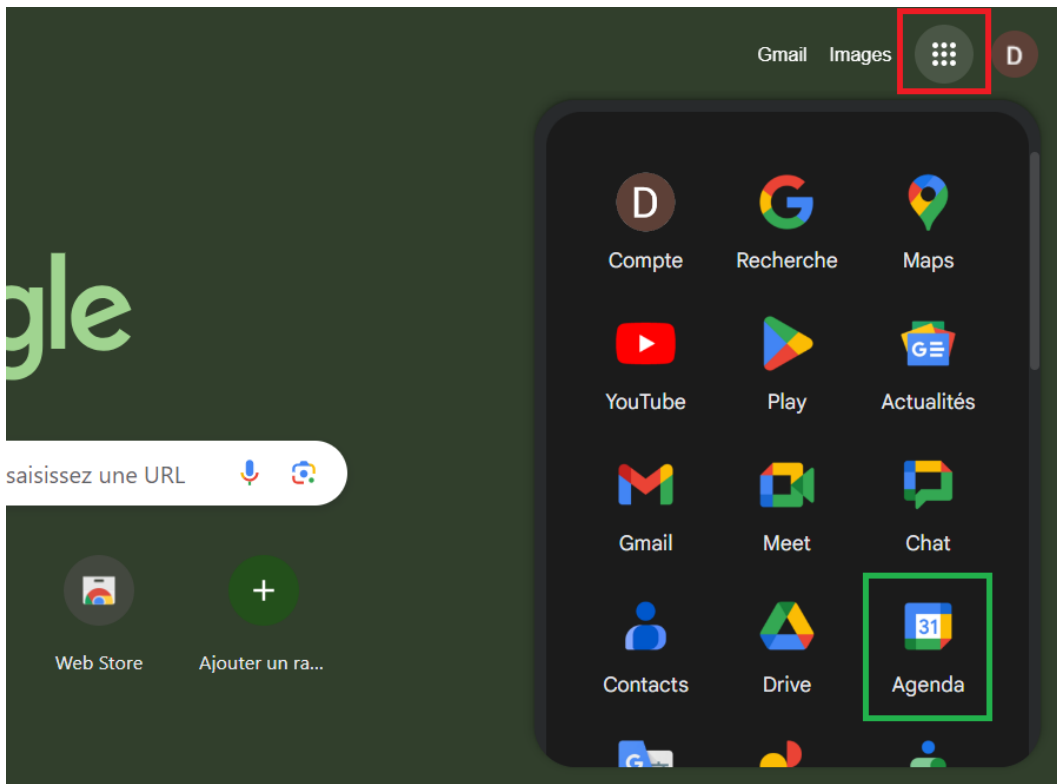 Gmail Images
D
D
Compte Recherche Maps
gle
YouTube Play Actualités
saisissez une URL
Gmail Meet Chat
31
Web Store Ajouter un ra...
Contacts Drive Agenda
G